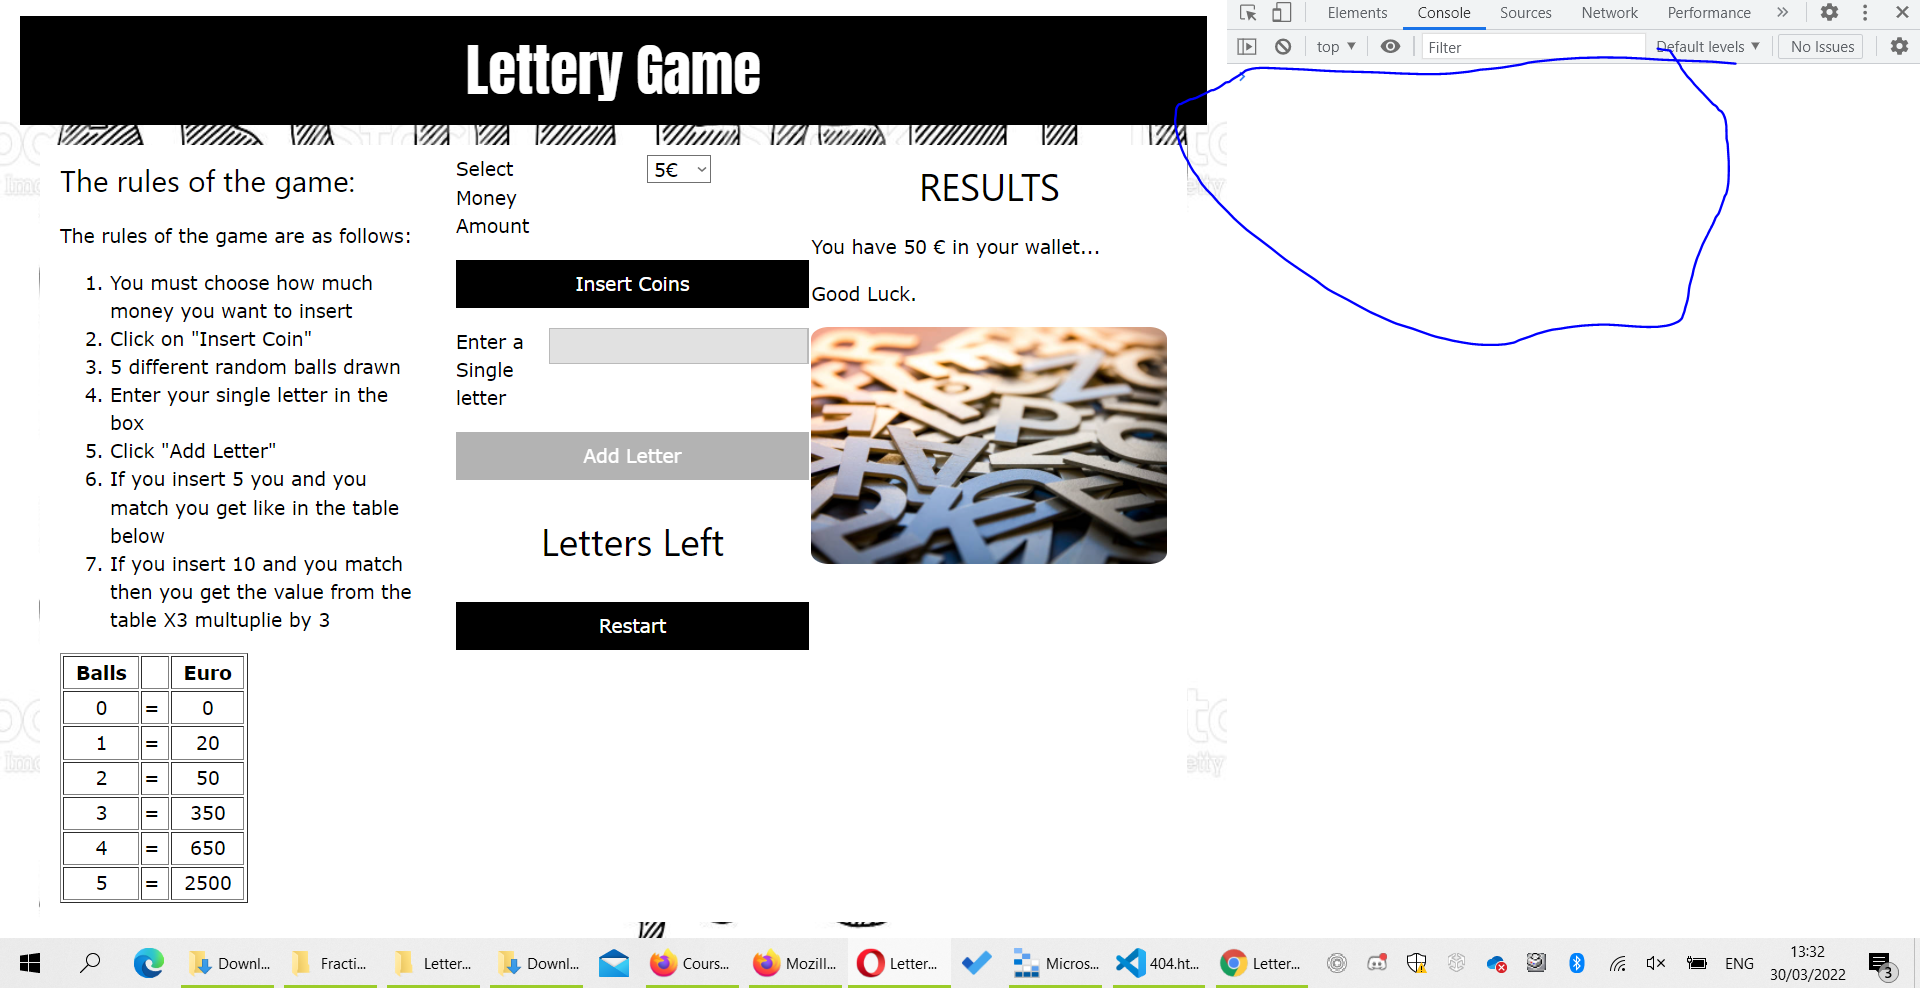 Lettery Game
The rules of the game:
The rules of the game are as follows:
1. You must choose how much
money you want to insert
2. Click on "Insert Coin"
3. 5 different random balls drawn
4. Enter your single letter in the
box
5. Click "Add Letter"
6. If you insert 5 you and you
match you get like in the table
below
7. If you insert 10 and you match
then you get the value from the
table X3 multuplie by 3
Balls Euro
0 = 0
1 = 20
2 = 50
3 = 350
4 = 650
5 = 2500
Select
Money
Amount
5€
Insert Coins
Enter a
Single
letter
Add Letter
Letters Left
Restart
RESULTS
You have 50 € in your wallet...
Good Luck.
Elements Console Sources Network Performance
top Filter Default levels No Issues
Downl... Fracti... Letter... Downl... Cours... Mozill... Letter... Micros... 404.ht... Letter... ENG
13:32
30/03/2022
3